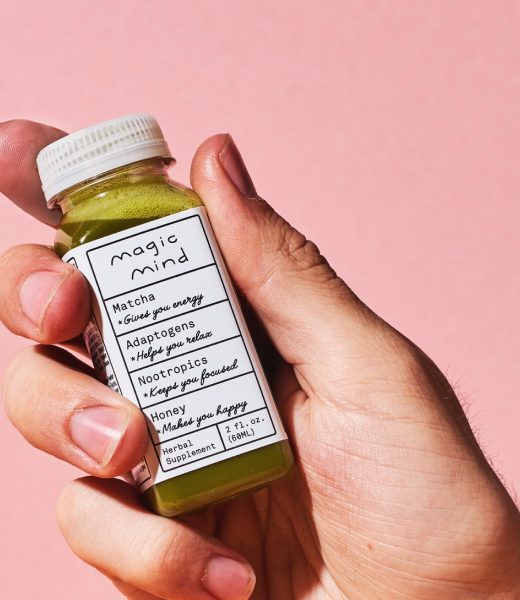 magic
mind
Matcha
*Gives you energy
Adaptogens
*Helps you relax
Nootropics
*Keeps you focused
Honey
*Makes you happy
Herbal
Supplement
2 fl. oz.
(60ML)